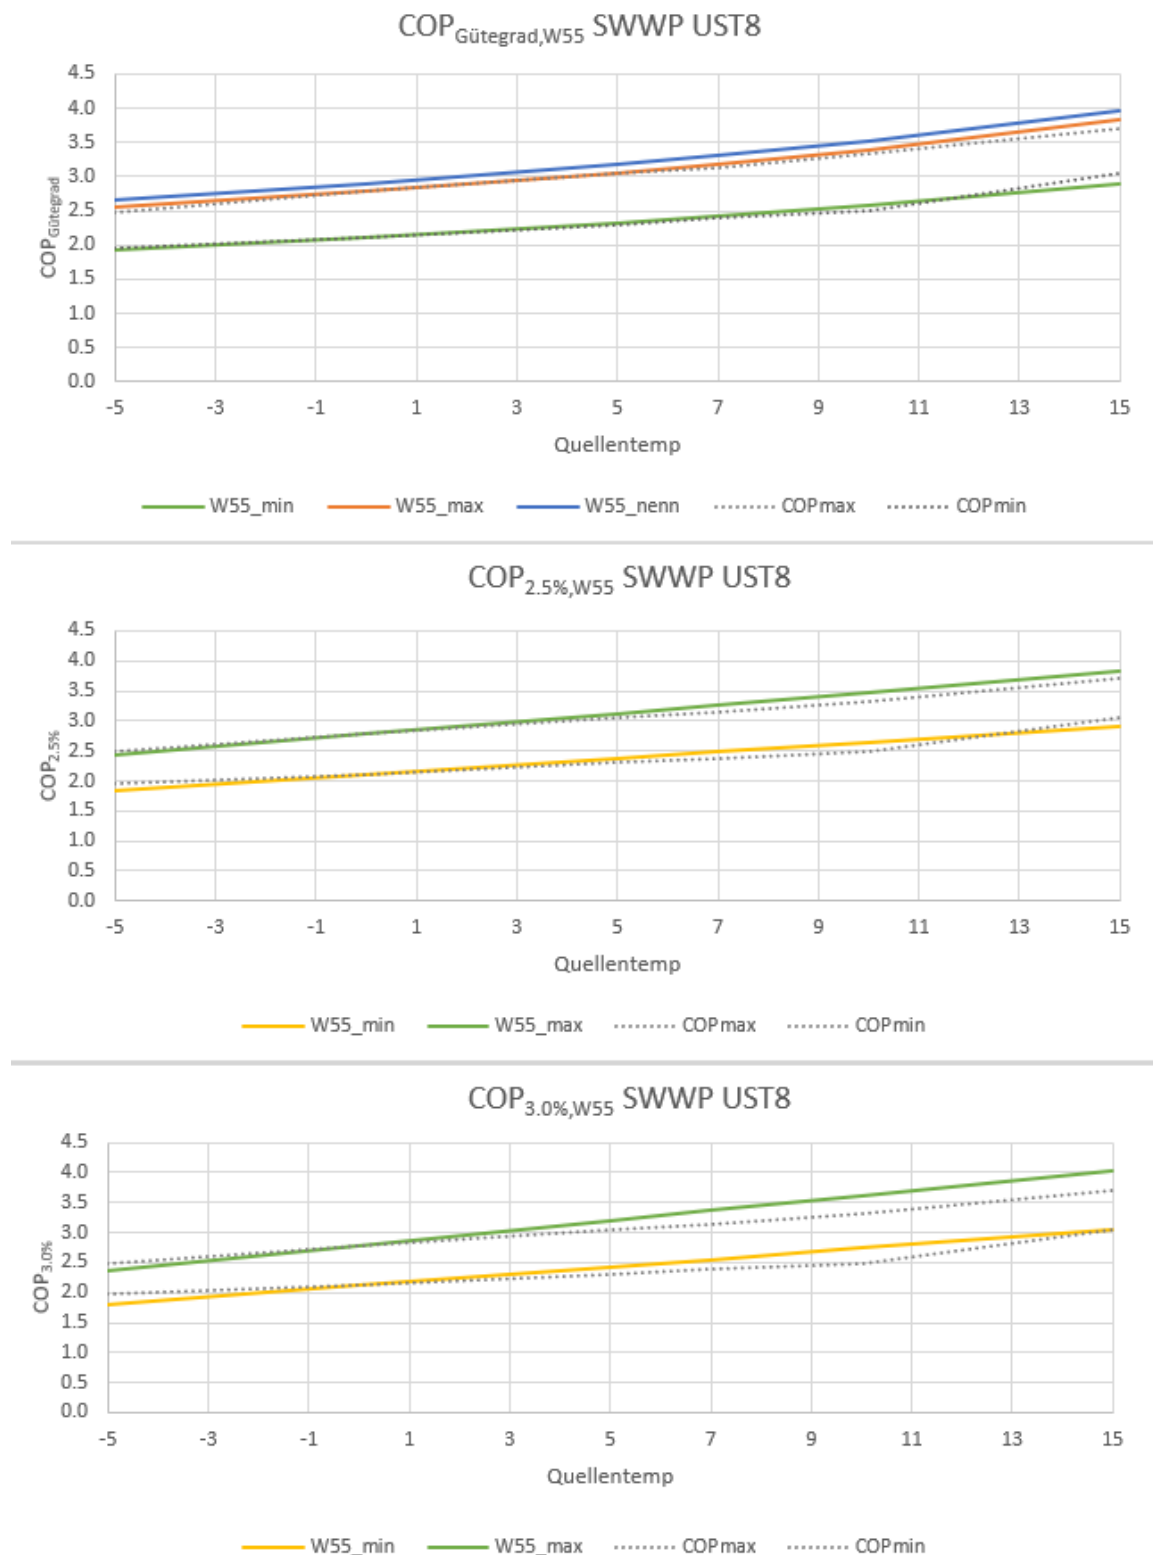 COPGütegrad,W55 SWWP UST8
4.5
4.0
3.5
3.0
2.5
2.0
1.5
1.0
0.5
0.0
COPGütegrad
-5 -3 -1 1 3 5 7 9 11 13 15
Quellentemp
W55_min W55_max W55_nenn COPmax COPmin
COP2.5%,W55 SWWP UST8
4.5
4.0
3.5
3.0
2.5
2.0
1.5
1.0
0.5
0.0
COP2.5%
-5 -3 -1 1 3 5 7 9 11 13 15
Quellentemp
W55_min W55_max COPmax COPmin
COP3.0%,W55 SWWP UST8
4.5
4.0
3.5
3.0
2.5
2.0
1.5
1.0
0.5
0.0
COP3.0%
-5 -3 -1 1 3 5 7 9 11 13 15
Quellentemp
W55_min W55_max COPmax COPmin